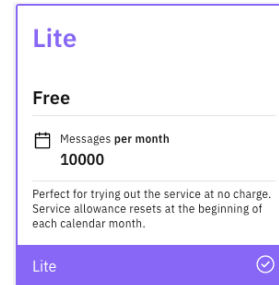 Lite
Free
Messages per month
10000
Perfect for trying out the service at no charge.
Service allowance resets at the beginning of
each calendar month.
Lite